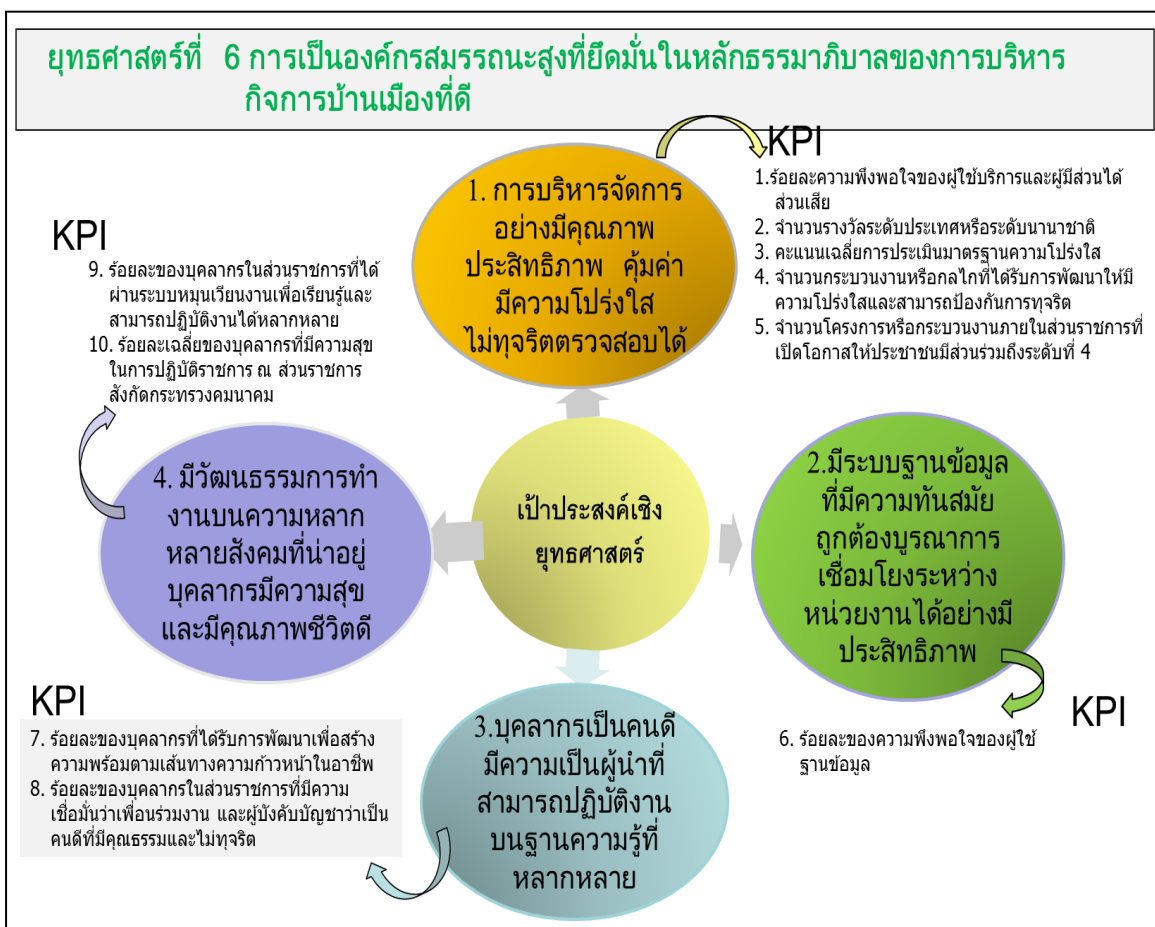 ยุทธศาสตร์ที่ 6 การเป็นองค์กรสมรรถนะสูงที่ยึดมั่นในหลักธรรมาภิบาลของการบริหาร
กิจการบ้านเมืองที่ดี
KPI
1.ร้อยละความพึงพอใจของผู้ใช้บริการและผู้มีส่วนได้
ส่วนเสีย
2. จำนวนรางวัลระดับประเทศหรือระดับนานาชาติ
3. คะแนนเฉลี่ยการประเมินมาตรฐานความโปร่งใส
4. จำนวนกระบวนงานหรือกลไกที่ได้รับการพัฒนาให้มี
ความโปร่งใสและสามารถป้องกันการทุจริต
5. จำนวนโครงการหรือกระบวนงานภายในส่วนราชการที่
เปิดโอกาสให้ประชาชนมีส่วนร่วมถึงระดับที่ 4
1. การบริหารจัดการ
อย่างมีคุณภาพ
ประสิทธิภาพ คุ้มค่า
มีความโปร่งใส
ไม่ทุจริตตรวจสอบได้
KPI
9. ร้อยละของบุคลากรในส่วนราชการที่ได้
ผ่านระบบหมุนเวียนงานเพื่อเรียนรู้และ
สามารถปฏิบัติงานได้หลากหลาย
10. ร้อยละเฉลี่ยของบุคลากรที่มีความสุข
ในการปฏิบัติราชการ ณ ส่วนราชการ
สังกัดกระทรวงคมนาคม
4. มีวัฒนธรรมการทำ
งานบนความหลาก
หลายสังคมที่น่าอยู่
บุคลากรมีความสุข
และมีคุณภาพชีวิตดี
เป้าประสงค์เชิง
ยุทธศาสตร์
2.มีระบบฐานข้อมูล
ที่มีความทันสมัย
ถูกต้องบูรณาการ
เชื่อมโยงระหว่าง
หน่วยงานได้อย่างมี
ประสิทธิภาพ
KPI
6. ร้อยละของความพึงพอใจของผู้ใช้
ฐานข้อมูล
KPI
7. ร้อยละของบุคลากรที่ได้รับการพัฒนาเพื่อสร้าง
ความพร้อมตามเส้นทางความก้าวหน้าในอาชีพ
8. ร้อยละของบุคลากรในส่วนราชการที่มีความ
เชื่อมั่นว่าเพื่อนร่วมงาน และผู้บังคับบัญชาว่าเป็น
คนดีที่มีคุณธรรมและไม่ทุจริต
3.บุคลากรเป็นคนดี
มีความเป็นผู้นำที่
สามารถปฏิบัติงาน
บนฐานความรู้ที่
หลากหลาย